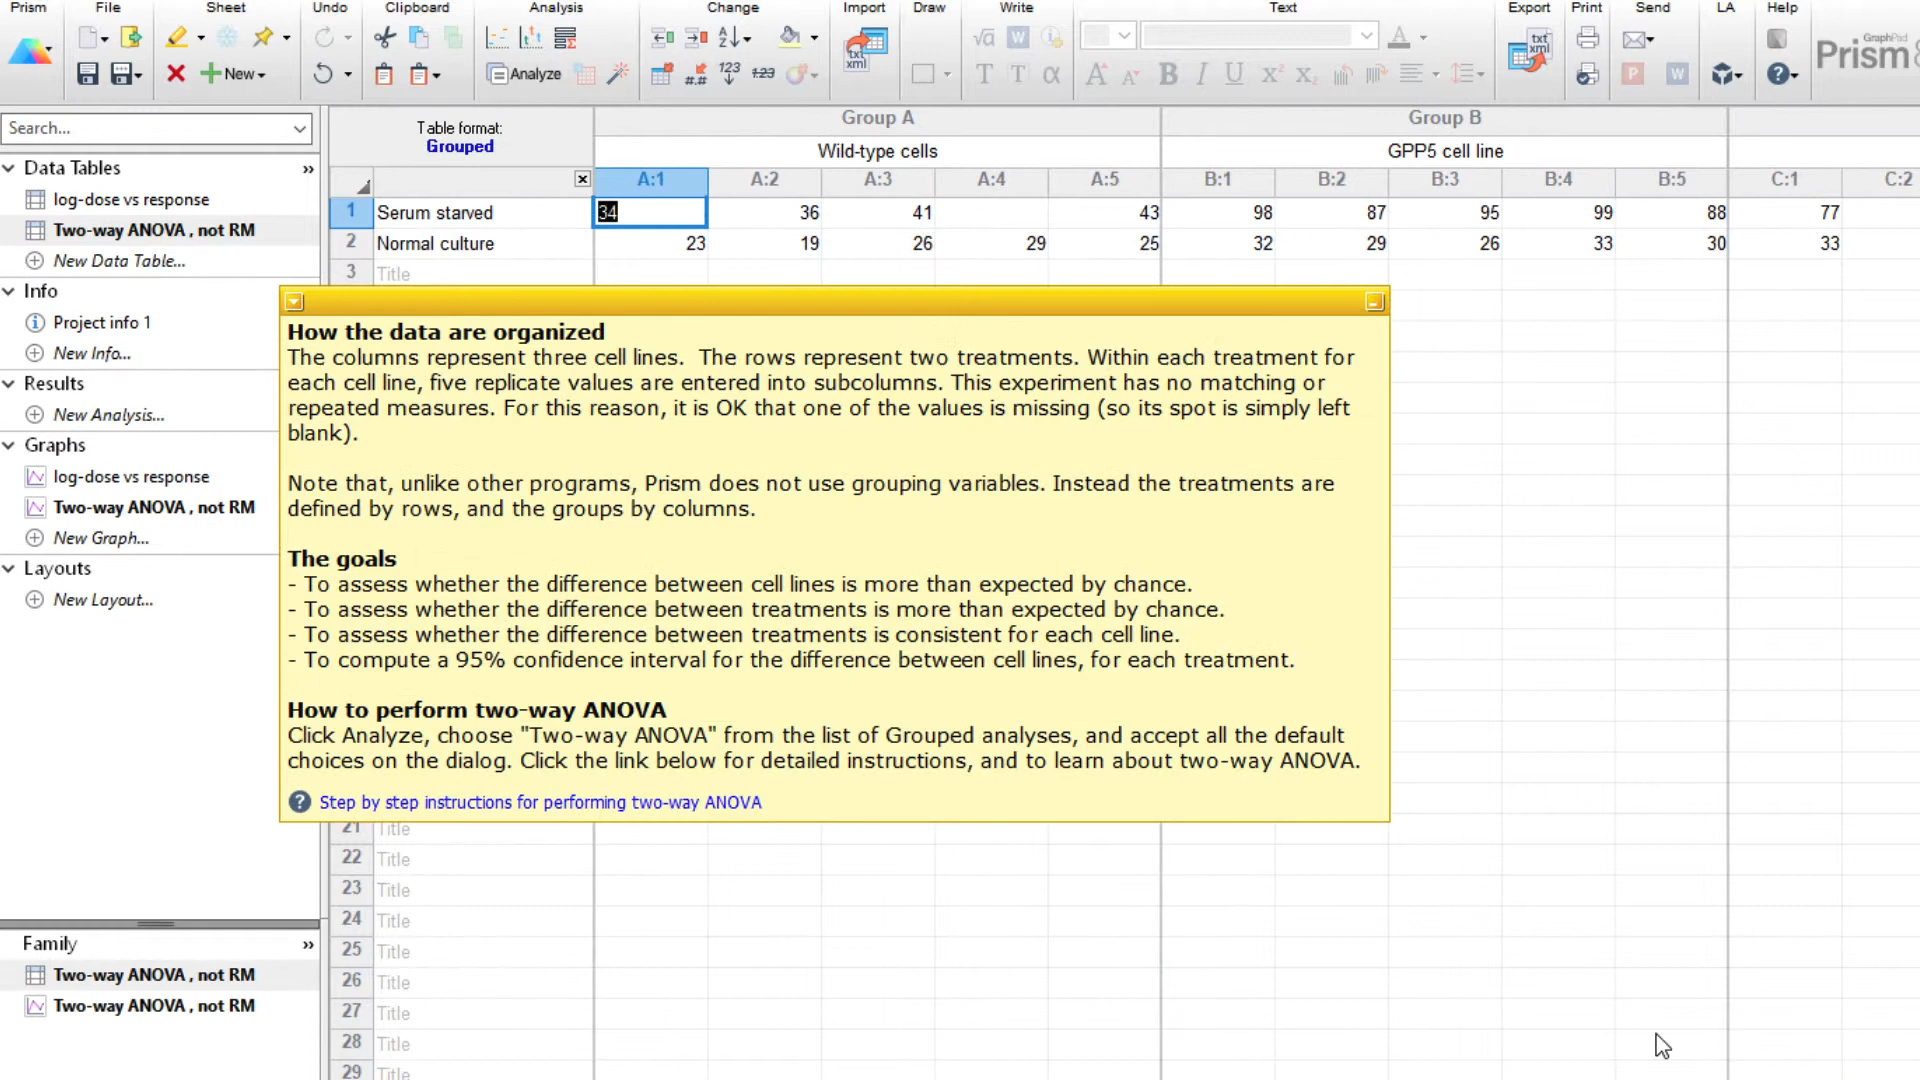 Prism File Sheet Undo Clipboard Analysis Change Import Draw Write Text Export Print Send LA Help
New
Analyze
GraphPad
Prism
Search...
Data Tables
log-dose vs response
Two-way ANOVA , not RM
New Data Table...
Info
Project info 1
New Info...
Results
New Analysis...
Graphs
log-dose vs response
Two-way ANOVA , not RM
New Graph...
Layouts
New Layout...
Family
Two-way ANOVA , not RM
Two-way ANOVA , not RM
Table format:
Grouped
Group A Group B
Wild-type cells GPP5 cell line
A:1 A:2 A:3 A:4 A:5 B:1 B:2 B:3 B:4 B:5 C:1 C:2
1 Serum starved 34 36 41 43 98 87 95 99 88 77
2 Normal culture 23 19 26 29 25 32 29 26 33 30 33
3 Title
How the data are organized
The columns represent three cell lines. The rows represent two treatments. Within each treatment for
each cell line, five replicate values are entered into subcolumns. This experiment has no matching or
repeated measures. For this reason, it is OK that one of the values is missing (so its spot is simply left
blank).
Note that, unlike other programs, Prism does not use grouping variables. Instead the treatments are
defined by rows, and the groups by columns.
The goals
- To assess whether the difference between cell lines is more than expected by chance.
- To assess whether the difference between treatments is more than expected by chance.
- To assess whether the difference between treatments is consistent for each cell line.
- To compute a 95% confidence interval for the difference between cell lines, for each treatment.
How to perform two-way ANOVA
Click Analyze, choose "Two-way ANOVA" from the list of Grouped analyses, and accept all the default
choices on the dialog. Click the link below for detailed instructions, and to learn about two-way ANOVA.
Step by step instructions for performing two-way ANOVA
21 Title
22 Title
23 Title
24 Title
25 Title
26 Title
27 Title
28 Title
29 Title